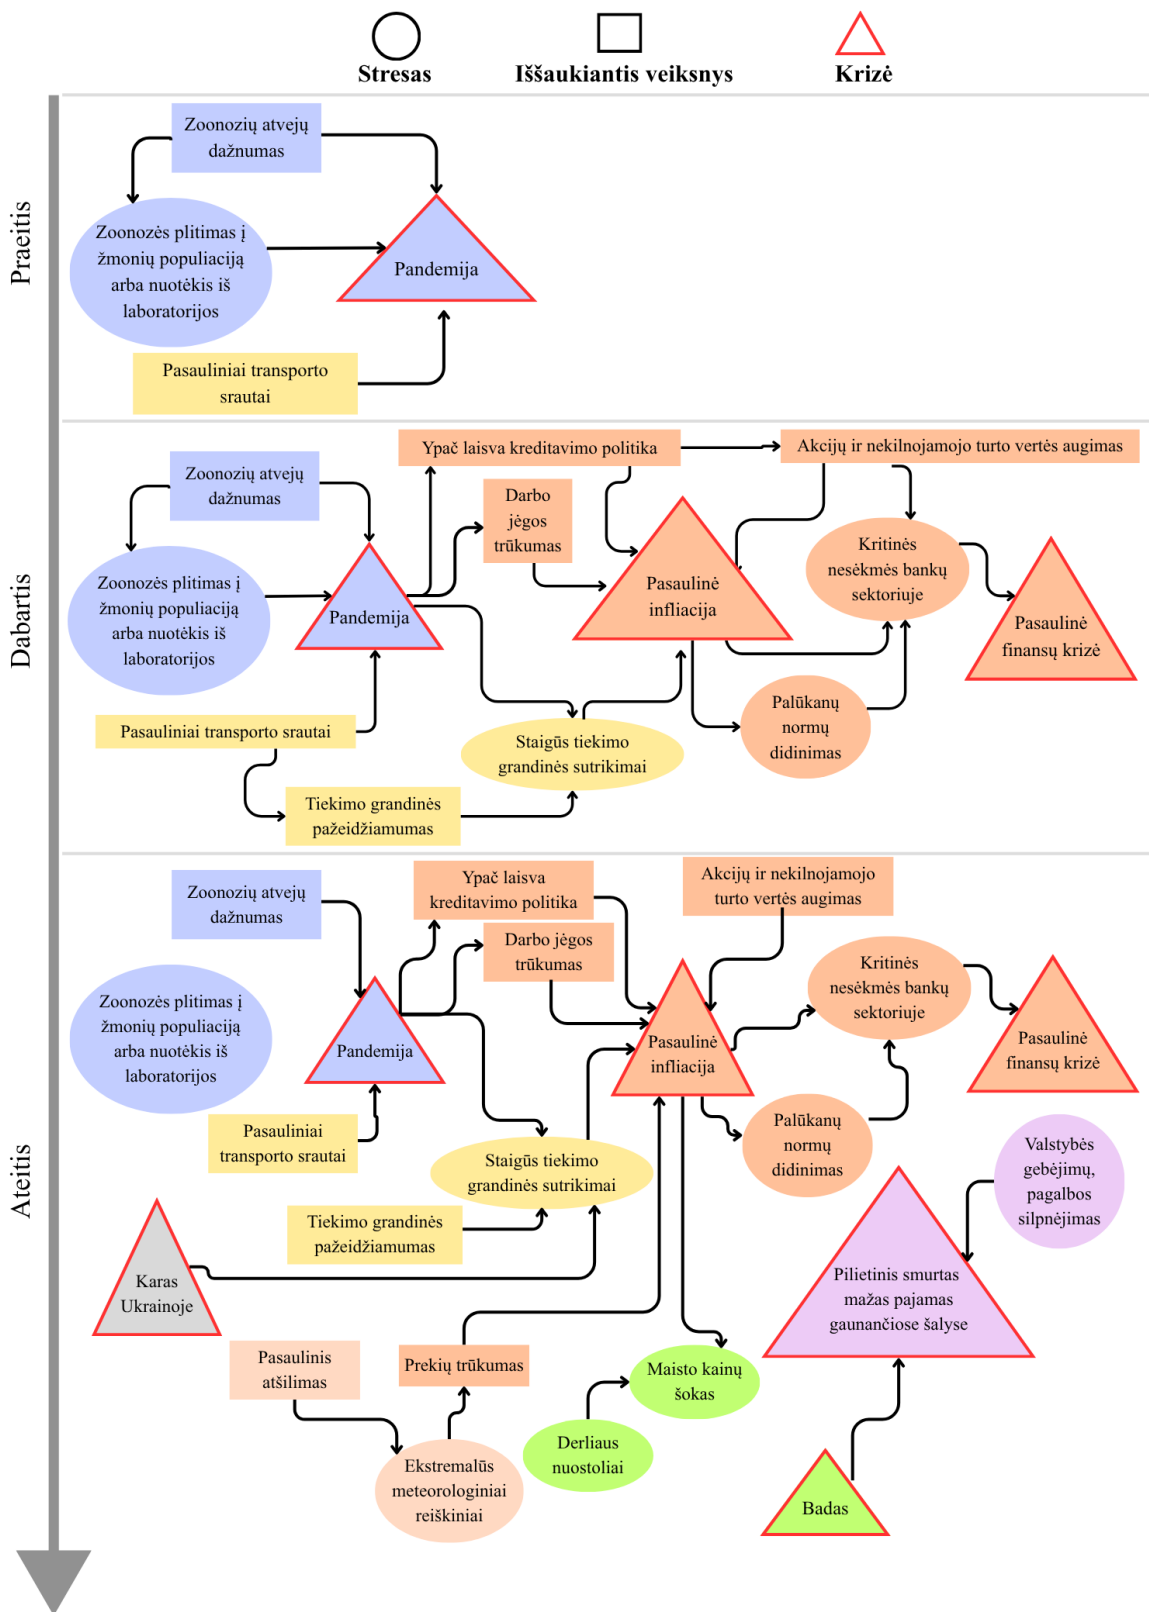 Stresas
Iššaukiantis veiksnys
Krizė
Praeitis
Zoonozių atvejų
dažnumas
Zoonozės plitimas į
žmonių populiaciją
arba nuotėkis iš
laboratorijos
Pandemija
Pasauliniai transporto
srautai
Dabartis
Ypač laisva kreditavimo politika
Akcijų ir nekilnojamojo turto vertės augimas
Zoonozių atvejų
dažnumas
Darbo
jėgos
trūkumas
Kritinės
nesėkmės bankų
sektoriuje
Zoonozės plitimas į
žmonių populiaciją
arba nuotėkis iš
laboratorijos
Pandemija
Pasaulinė
infliacija
Pasaulinė
finansų krizė
Pasauliniai transporto srautai
Staigūs tiekimo
grandinės sutrikimai
Palūkanų
normų
didinimas
Tiekimo grandinės
pažeidžiamumas
Ateitis
Zoonozių atvejų
dažnumas
Ypač laisva
kreditavimo politika
Akcijų ir nekilnojamojo
turto vertės augimas
Darbo jėgos
trūkumas
Kritinės
nesėkmės bankų
sektoriuje
Zoonozės plitimas į
žmonių populiaciją
arba nuotėkis iš
laboratorijos
Pandemija
Pasaulinė
infliacija
Pasaulinė
finansų krizė
Pasauliniai
transporto srautai
Staigūs tiekimo
grandinės sutrikimai
Palūkanų
normų
didinimas
Valstybės
gebėjimų,
pagalbos
silpnėjimas
Tiekimo grandinės
pažeidžiamumas
Karas
Ukrainoje
Pilietinis smurtas
mažas pajamas
gaunančiose šalyse
Pasaulinis
atšilimas
Prekių trūkumas
Maisto kainų
šokas
Derliaus
nuostoliai
Ekstremalūs
meteorologiniai
reiškiniai
Badas